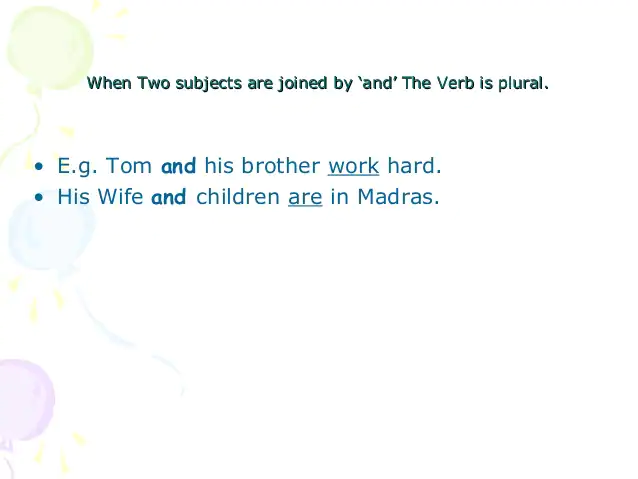 When Two subjects are joined by ‘and’ The Verb is plural.
• E.g. Tom and his brother work hard.
• His Wife and children are in Madras.